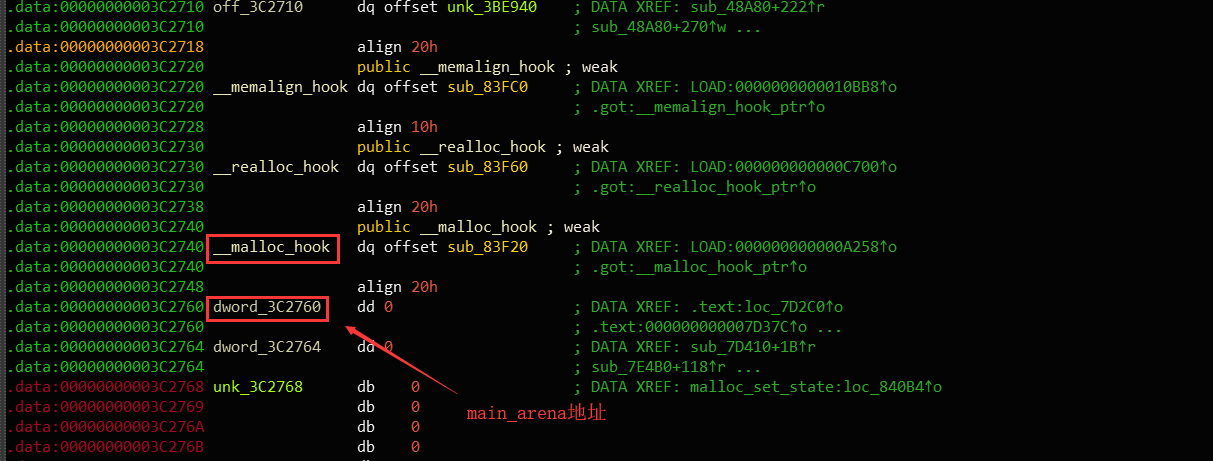 .data:00000000003C2710 off_3C2710 dq offset unk_3BE940 ; DATA XREF: sub_48A80+222↑r
.data:00000000003C2710 ; sub_48A80+270↑w ...
.data:00000000003C2718 align 20h
.data:00000000003C2720 public __memalign_hook ; weak
.data:00000000003C2720 __memalign_hook dq offset sub_83FC0 ; DATA XREF: LOAD:0000000000010BB8↑o
.data:00000000003C2720 ; .got:__memalign_hook_ptr↑o
.data:00000000003C2728 align 10h
.data:00000000003C2730 public __realloc_hook ; weak
.data:00000000003C2730 __realloc_hook dq offset sub_83F60 ; DATA XREF: LOAD:000000000000C700↑o
.data:00000000003C2730 ; .got:__realloc_hook_ptr↑o
.data:00000000003C2738 align 20h
.data:00000000003C2740 public __malloc_hook ; weak
.data:00000000003C2740 __malloc_hook dq offset sub_83F20 ; DATA XREF: LOAD:000000000000A258↑o
.data:00000000003C2740 ; .got:__malloc_hook_ptr↑o
.data:00000000003C2748 align 20h
.data:00000000003C2760 dword_3C2760 dd 0 ; DATA XREF: .text:loc_7D2C0↑o
.data:00000000003C2760 ; .text:000000000007D37C↑o ...
.data:00000000003C2764 dword_3C2764 dd 0 ; DATA XREF: sub_7D410+1B↑r
.data:00000000003C2764 ; sub_7E4B0+118↑r ...
.data:00000000003C2768 unk_3C2768 db 0 ; DATA XREF: malloc_set_state:loc_840B4↑o
.data:00000000003C2769 db 0
.data:00000000003C276A db 0
.data:00000000003C276B db 0
main_arena地址